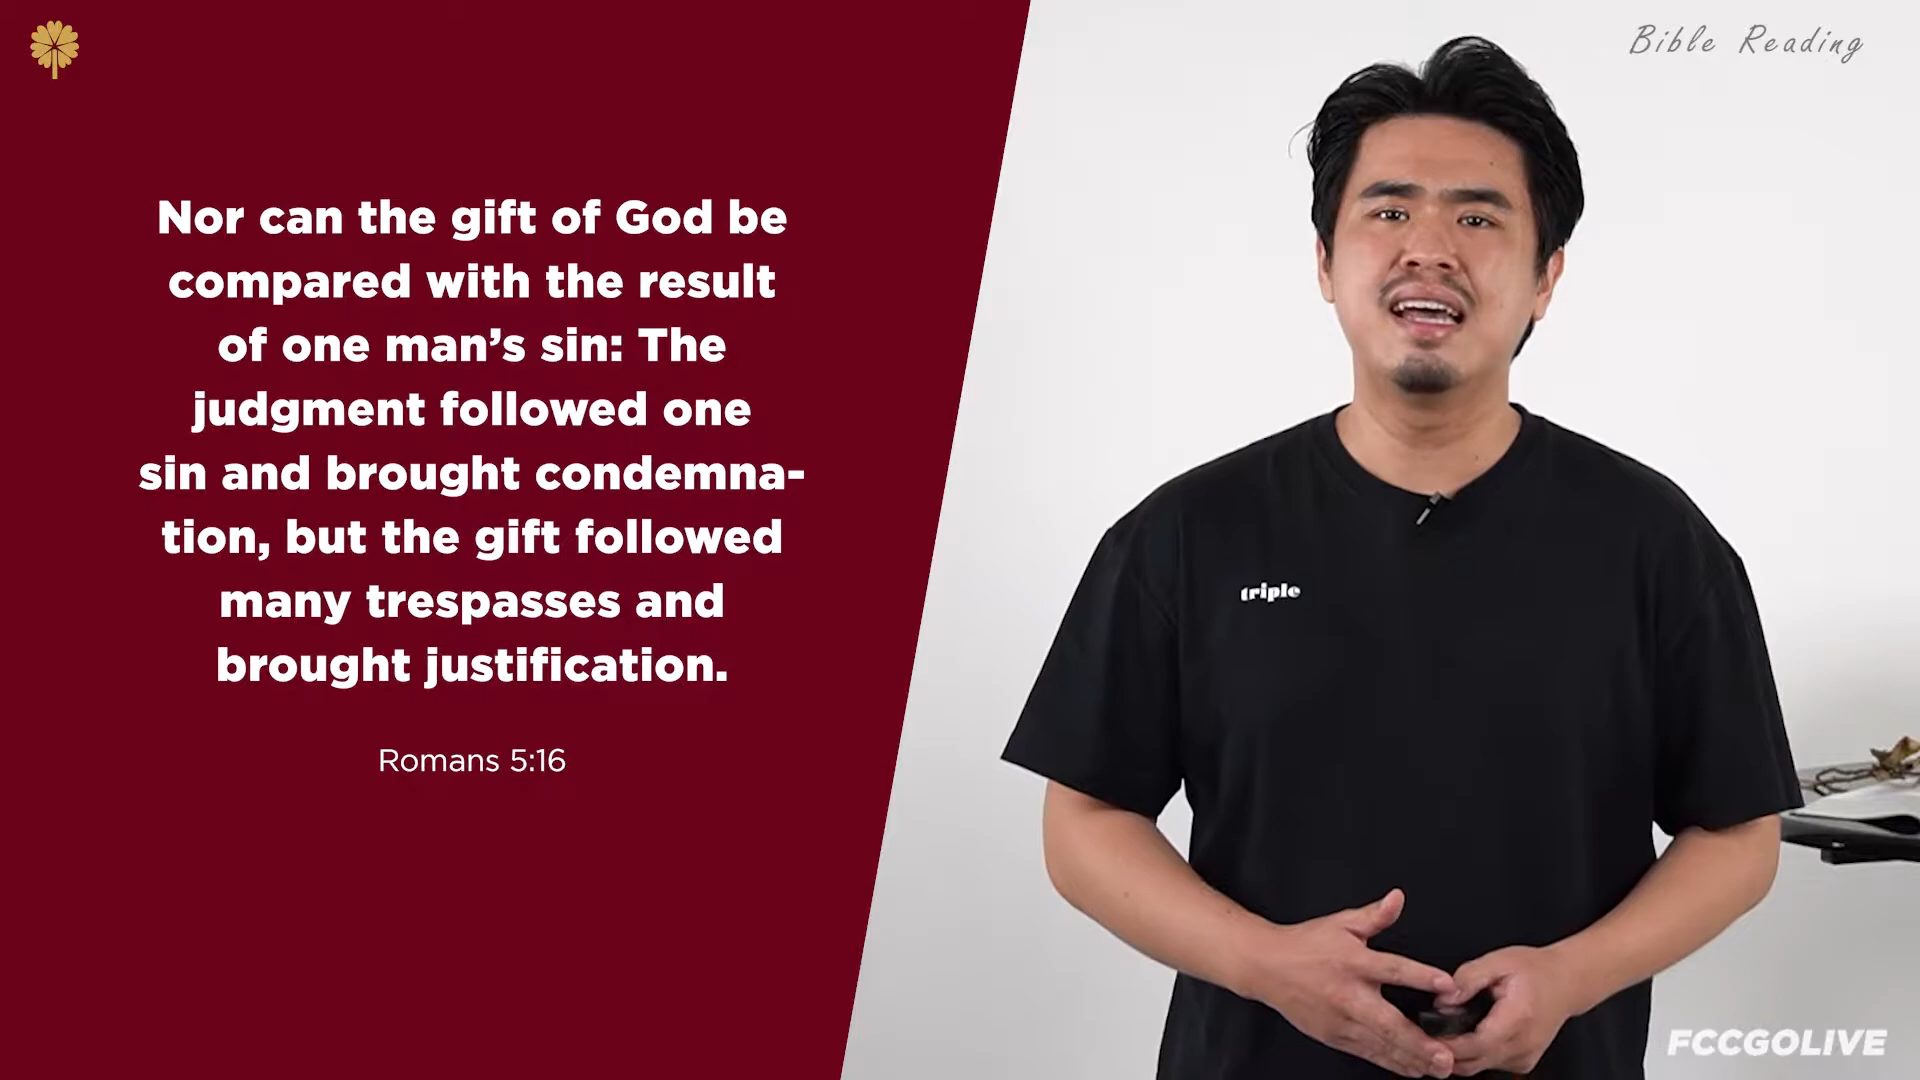 Bible Reading
Nor can the gift of God be
compared with the result
of one man’s sin: The
judgment followed one
sin and brought condemna-
tion, but the gift followed
many trespasses and
brought justification.
Romans 5:16
triple
FCCGOLIVE